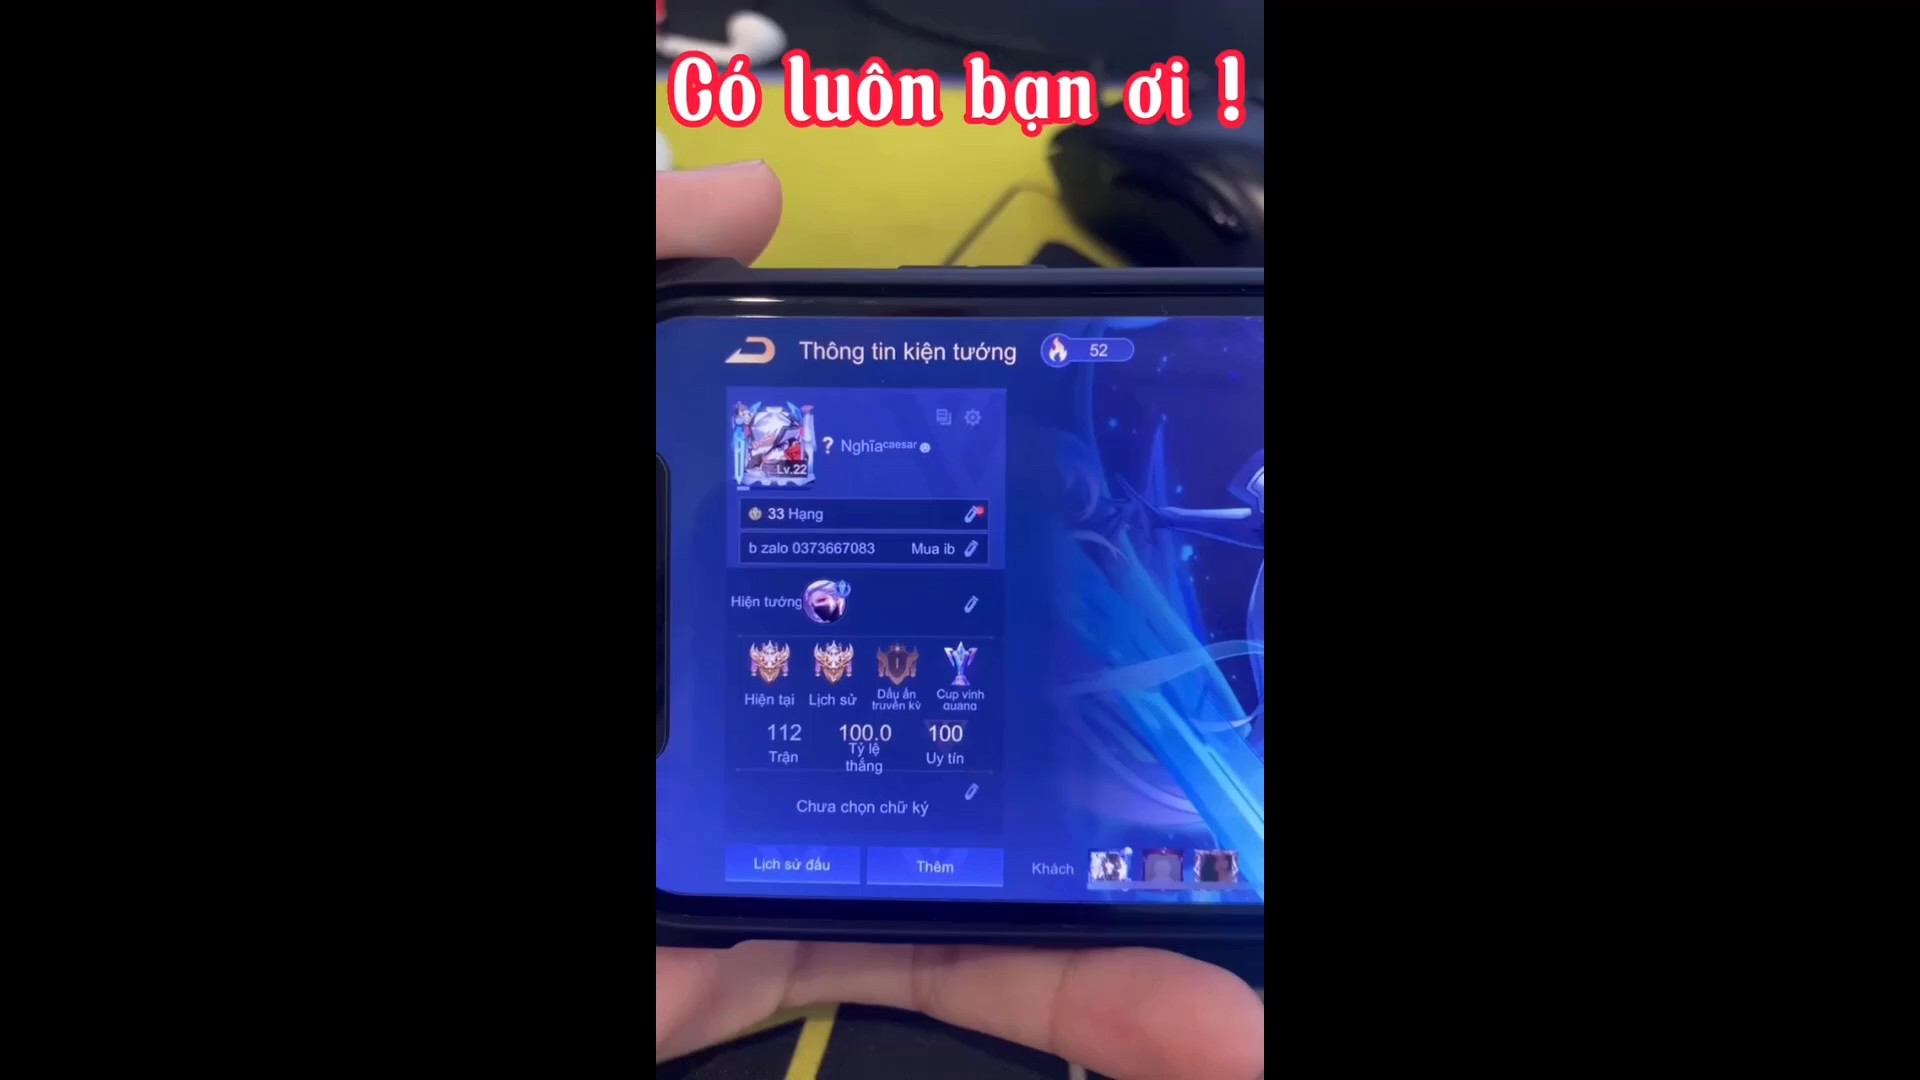 Có luôn bạn ơi !
Thông tin kiện tướng
52
? Nghĩacaesar
Lv.22
33 Hạng
b zalo 0373667083 Mua ib
Hiện tướng
Hiện tại Lịch sử Dấu ấn truyền kỳ Cup vinh quang
112 100.0 100
Trận Tỷ lệ thắng Uy tín
Chưa chọn chữ ký
Lịch sử đấu Thêm Khách